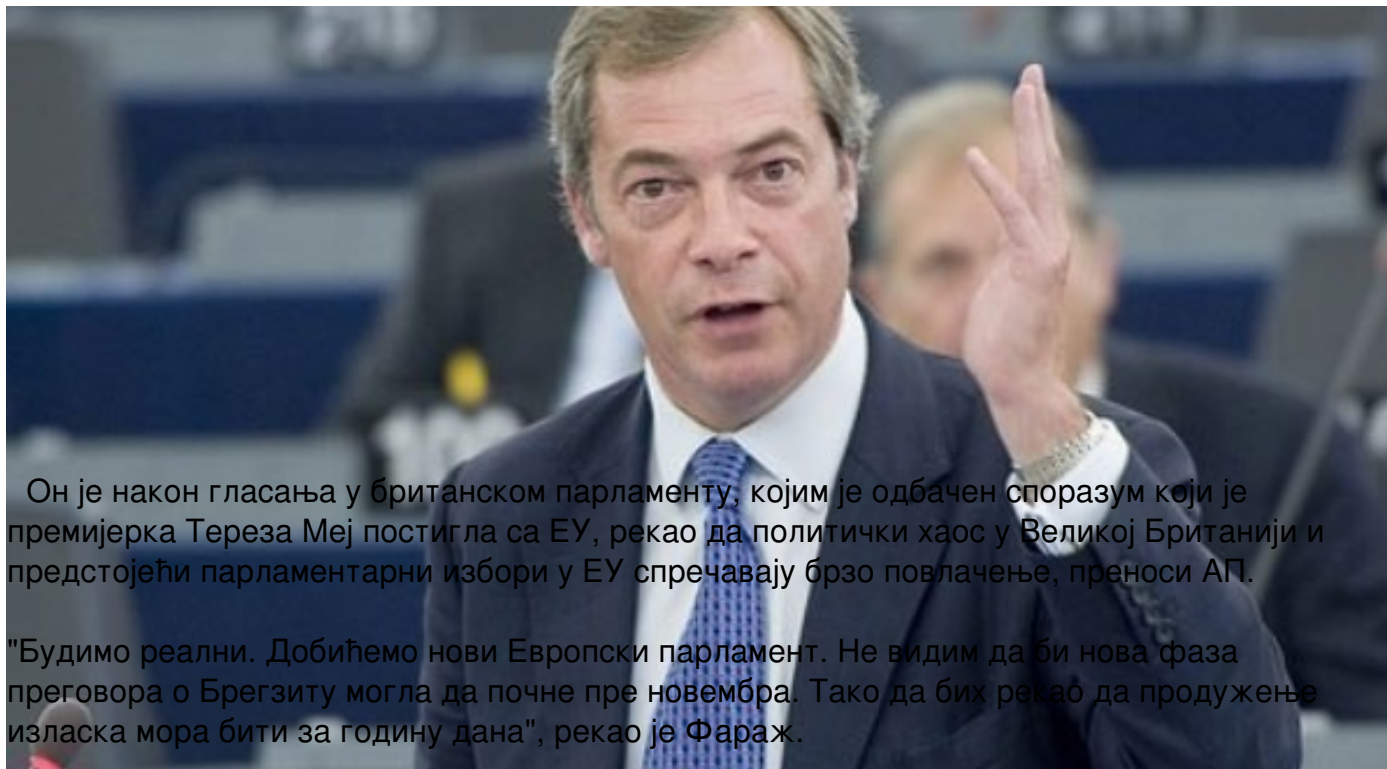 Он је након гласања у британском парламенту, којим је одбачен споразум који је
премијерка Тереза Меј постигла са ЕУ, рекао да политички хаос у Великој Британији и
предстојећи парламентарни избори у ЕУ спречавају брзо повлачење, преноси АП.
"Будимо реални. Добићемо нови Европски парламент. Не видим да би нова фаза
преговора о Брегзиту могла да почне пре новембра. Тако да бих рекао да продужење
изласка мора бити за годину дана", рекао је Фараж.